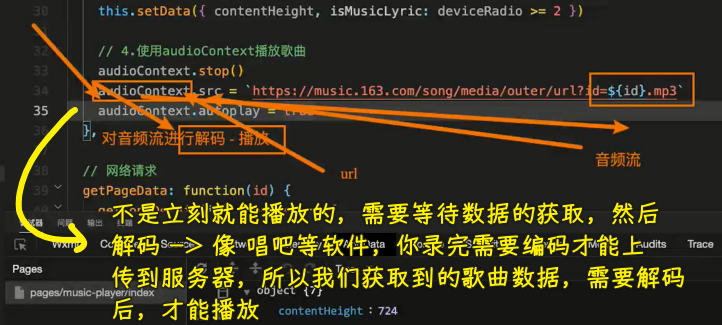 30
this.setData({ contentHeight, isMusicLyric: deviceRadio >= 2 })
// 4.使用audioContext播放歌曲
32
33
audioContext.stop()
34
audioContext.src = `https://music.163.com/song/media/outer/url?id=${id}.mp3`
35
audioContext.autoplay =
},
对音频流进行解码 - 播放
音频流
url
// 网络请求
39
getPageData: function(id) {
40
不是立刻就能播放的，需要等待数据的获取，然后
解码 —> 像 唱吧等软件，你录完需要编码才能上
传到服务器，所以我们获取到的歌曲数据，需要解码
后，才能播放
问题
Wxml
Data
Audits
Trace
Pages
pages/music-player/index
object {7}
contentHeight : 724